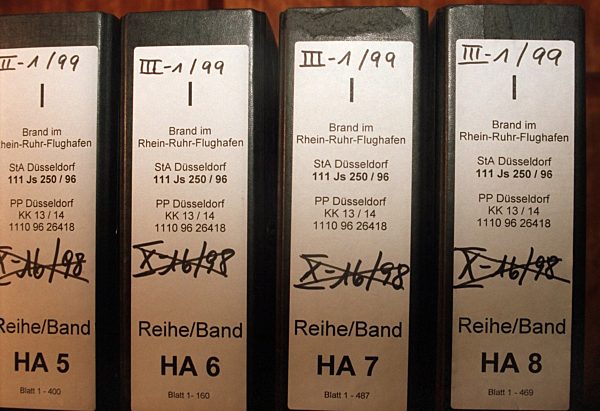 III-1/99
I
Brand im
Rhein-Ruhr-Flughafen
StA Düsseldorf
111 Js 250 / 96
PP Düsseldorf
KK 13 / 14
1110 96 26418
X-16/98
Reihe/Band
HA 5
Blatt 1 - 400
III-1/99
I
Brand im
Rhein-Ruhr-Flughafen
StA Düsseldorf
111 Js 250 / 96
PP Düsseldorf
KK 13 / 14
1110 96 26418
X-16/98
Reihe/Band
HA 6
Blatt 1- 160
III-1/99
I
Brand im
Rhein-Ruhr-Flughafen
StA Düsseldorf
111 Js 250 / 96
PP Düsseldorf
KK 13 / 14
1110 96 26418
X-16/98
Reihe/Band
HA 7
Blatt 1 - 487
III-1/99
I
Brand im
Rhein-Ruhr-Flughafen
StA Düsseldorf
111 Js 250 / 96
PP Düsseldorf
KK 13 / 14
1110 96 26418
X-16/98
Reihe/Band
HA 8
Blatt 1 - 469